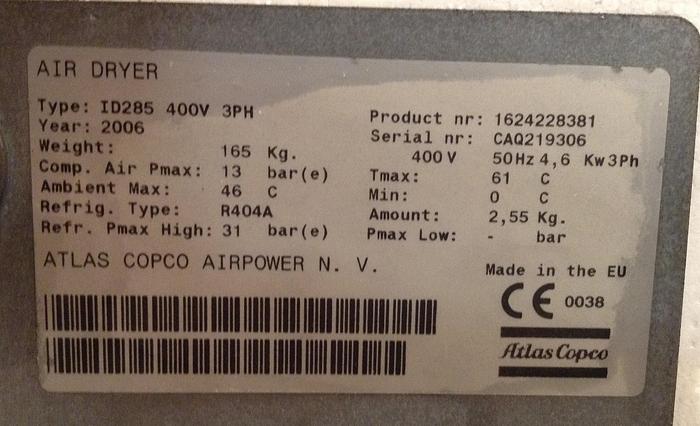 AIR DRYER
Type: ID285 400V 3PH
Year: 2006
Weight: 165 Kg.
Comp. Air Pmax: 13 bar(e)
Ambient Max: 46 C
Refrig. Type: R404A
Refr. Pmax High: 31 bar(e)
Product nr: 1624228381
Serial nr: CAQ219306
400 V 50Hz 4,6 Kw 3Ph
Tmax: 61 C
Min: 0 C
Amount: 2,55 Kg.
Pmax Low: - bar
ATLAS COPCO AIRPOWER N. V.
Made in the EU
CE 0038
Atlas Copco